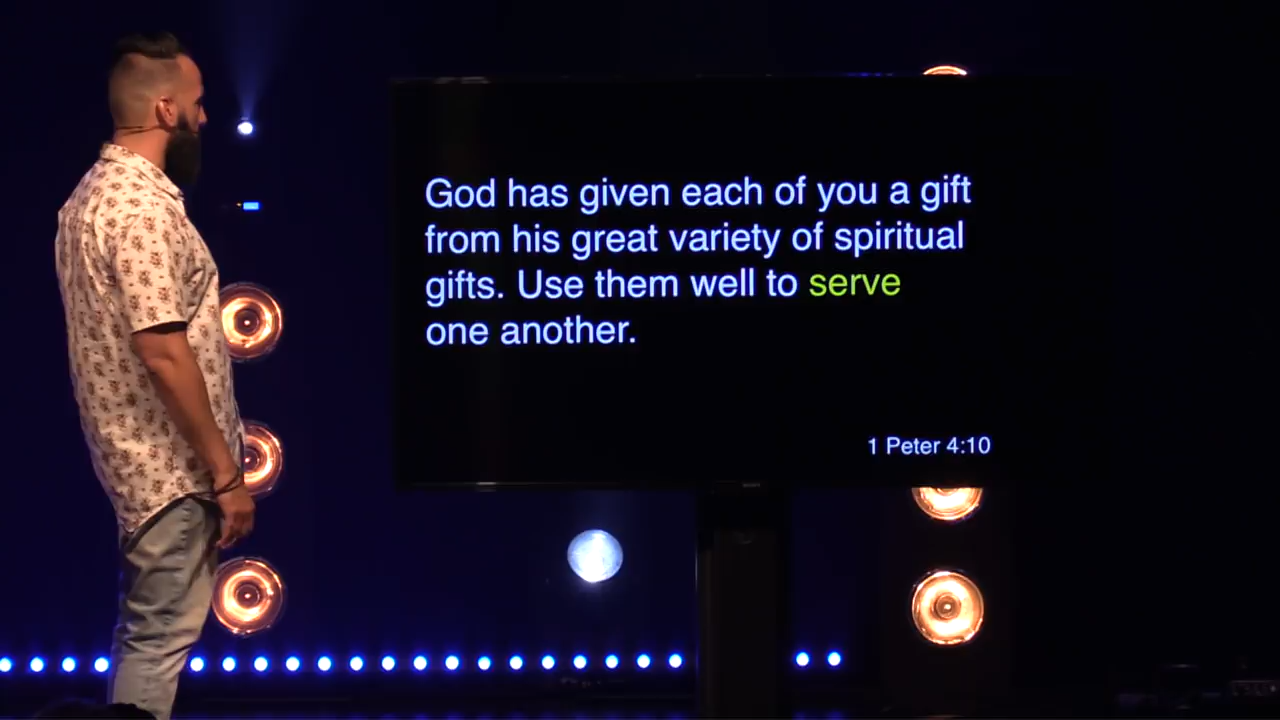 God has given each of you a gift
from his great variety of spiritual
gifts. Use them well to serve
one another.
1 Peter 4:10